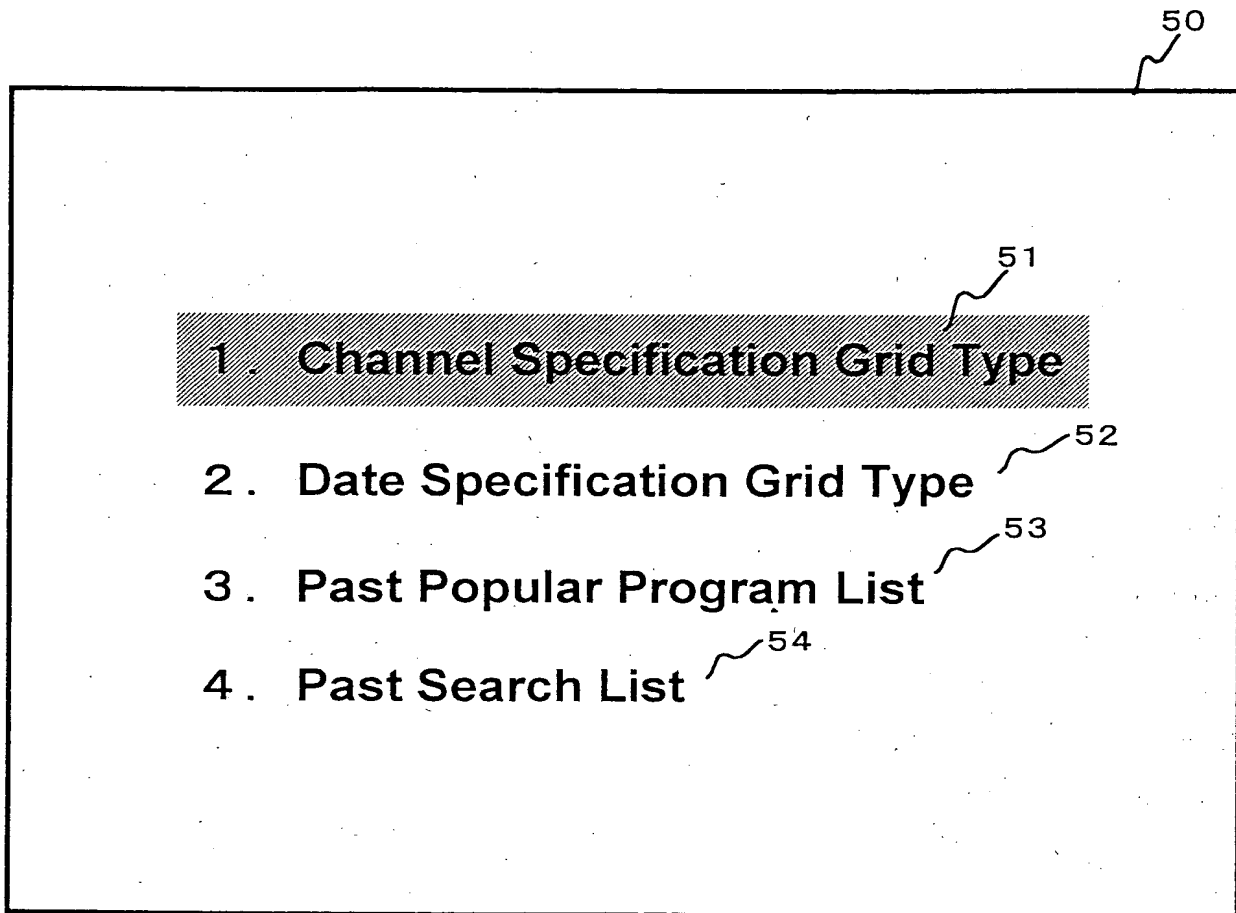 50
51
1. Channel Specification Grid Type
52
2. Date Specification Grid Type
53
3. Past Popular Program List
54
4. Past Search List